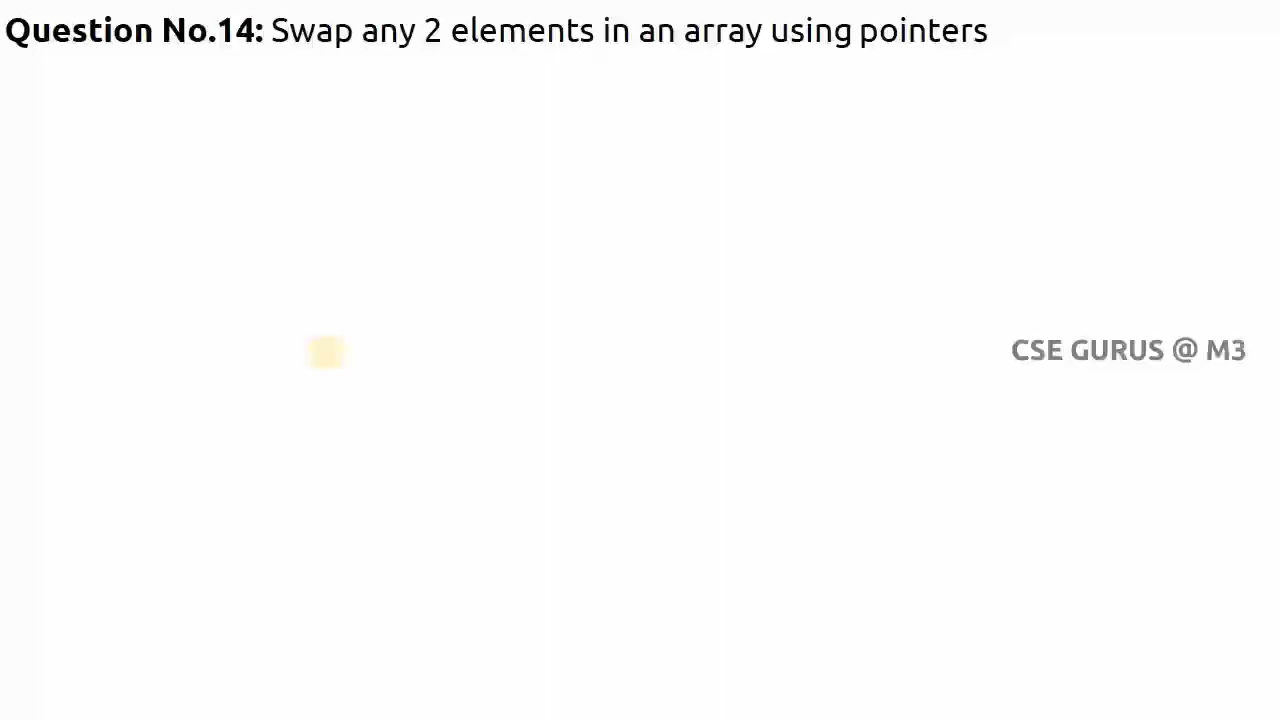 Question No.14: Swap any 2 elements in an array using pointers
CSE GURUS @ M3